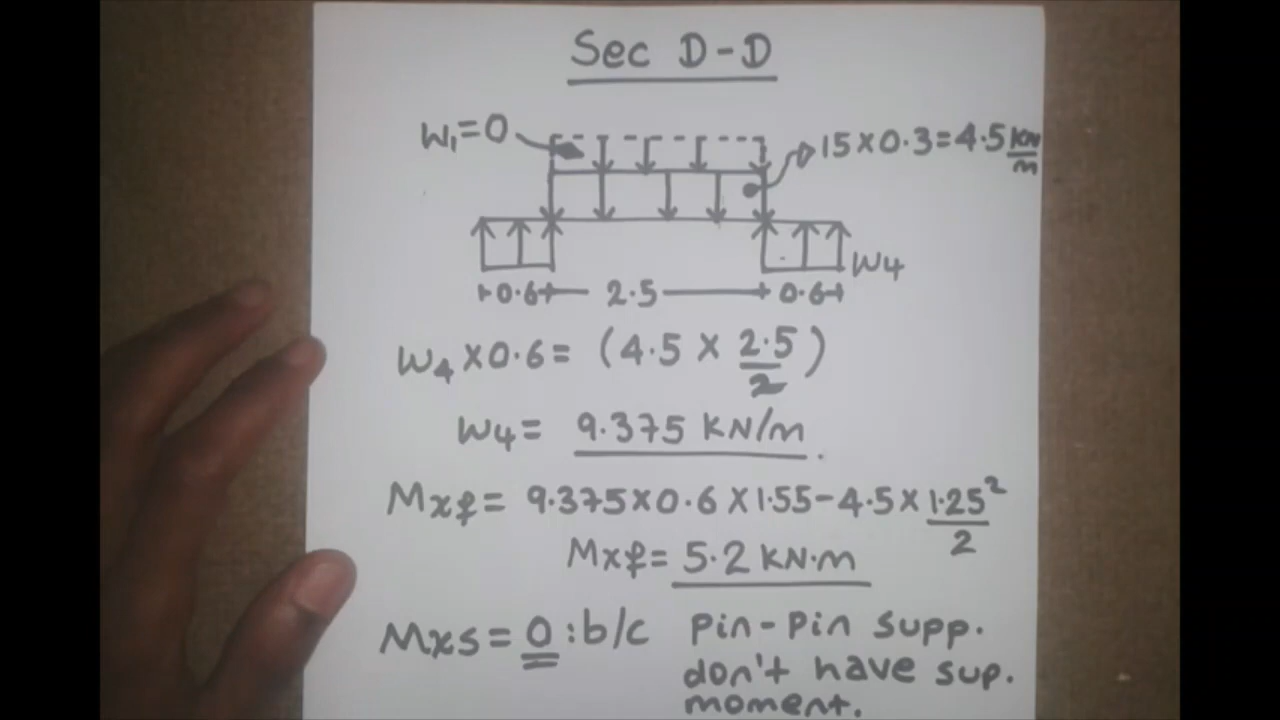 Sec D-D
W₁=0
15×0.3=4.5 KN/m
W4
0.6 2.5 0.6
W₄×0.6= (4.5 × 2.5/2)
W4= 9.375 KN/m.
Mxf= 9.375×0.6×1.55-4.5×1.25²/2
Mxf= 5.2 KN·m
Mxs=0:b/c Pin-Pin supp.
don't have sup.
moment.